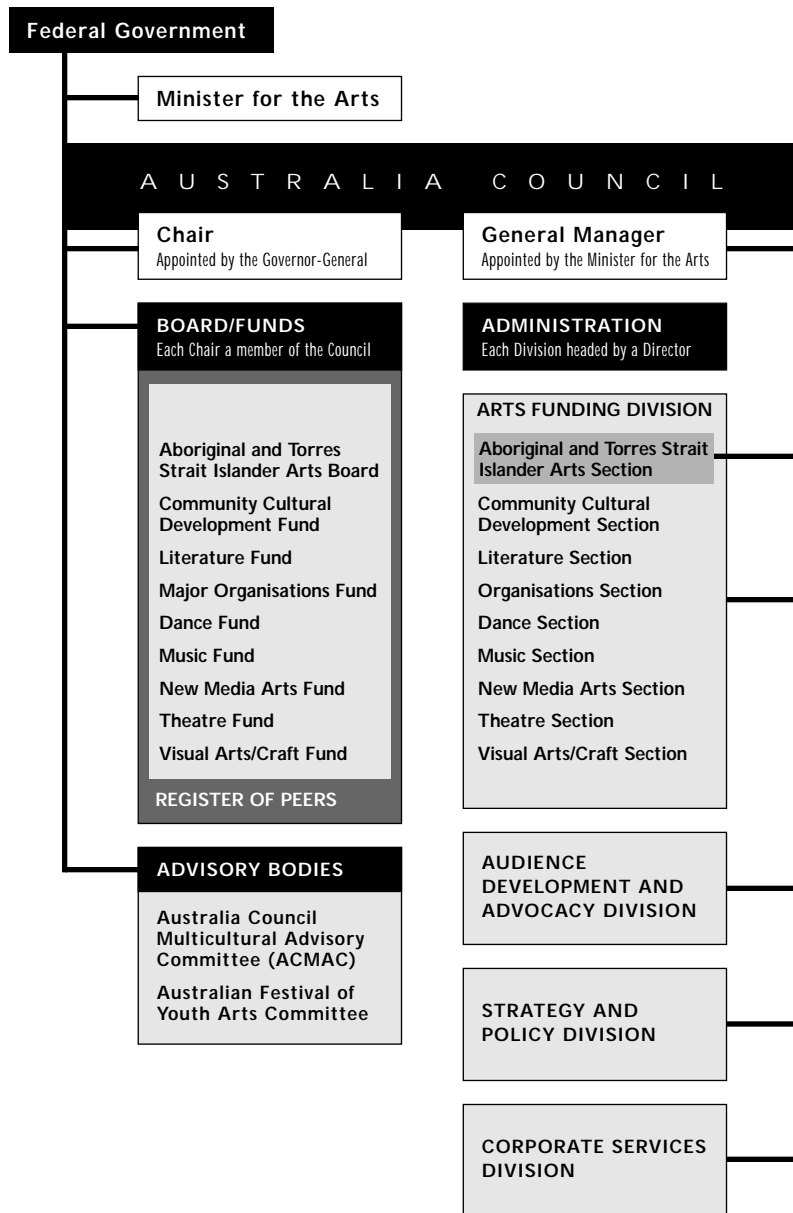 Federal Government
Minister for the Arts
AUSTRALIA COUNCIL
Chair
Appointed by the Governor-General
BOARD/FUNDS
Each Chair a member of the Council
Aboriginal and Torres
Strait Islander Arts Board
Community Cultural
Development Fund
Literature Fund
Major Organisations Fund
Dance Fund
Music Fund
New Media Arts Fund
Theatre Fund
Visual Arts/Craft Fund
REGISTER OF PEERS
ADVISORY BODIES
Australia Council
Multicultural Advisory
Committee (ACMAC)
Australian Festival of
Youth Arts Committee
General Manager
Appointed by the Minister for the Arts
ADMINISTRATION
Each Division headed by a Director
ARTS FUNDING DIVISION
Aboriginal and Torres Strait
Islander Arts Section
Community Cultural
Development Section
Literature Section
Organisations Section
Dance Section
Music Section
New Media Arts Section
Theatre Section
Visual Arts/Craft Section
AUDIENCE
DEVELOPMENT AND
ADVOCACY DIVISION
STRATEGY AND
POLICY DIVISION
CORPORATE SERVICES
DIVISION